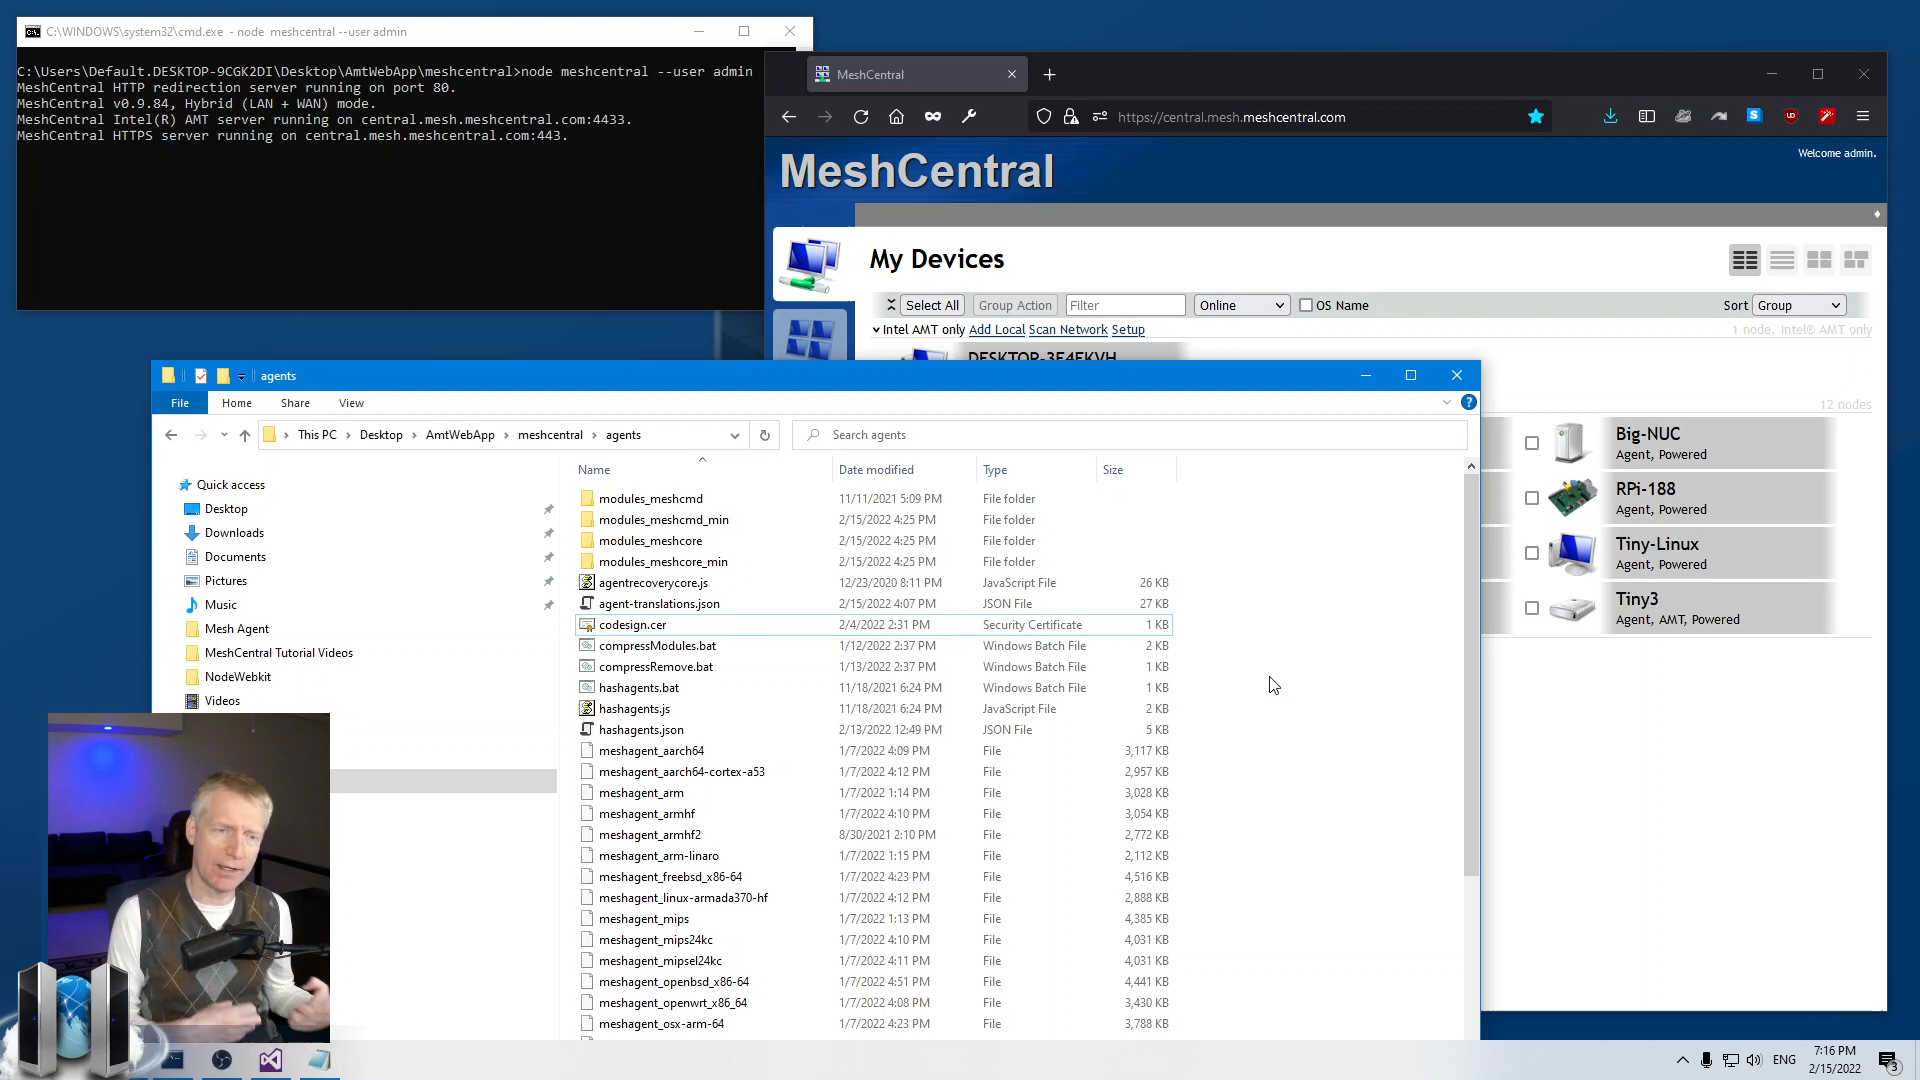 C:\WINDOWS\system32\cmd.exe - node meshcentral --user admin
C:\Users\Default.DESKTOP-9CGK2DI\Desktop\AmtWebApp\meshcentral>node meshcentral --user admin
MeshCentral HTTP redirection server running on port 80.
MeshCentral v0.9.84, Hybrid (LAN + WAN) mode.
MeshCentral Intel(R) AMT server running on central.mesh.meshcentral.com:4433.
MeshCentral HTTPS server running on central.mesh.meshcentral.com:443.
MeshCentral
https://central.mesh.meshcentral.com
MeshCentral
Welcome admin.
My Devices
Select All Group Action Filter Online OS Name Sort Group
Intel AMT only Add Local Scan Network Setup 1 node, Intel® AMT only
DESKTOP-3F4FKVH
12 nodes
Big-NUC
Agent, Powered
RPi-188
Agent, Powered
Tiny-Linux
Agent, Powered
Tiny3
Agent, AMT, Powered
agents
File Home Share View
This PC Desktop AmtWebApp meshcentral agents Search agents
Quick access
Desktop
Downloads
Documents
Pictures
Music
Mesh Agent
MeshCentral Tutorial Videos
NodeWebkit
Videos
Name Date modified Type Size
modules_meshcmd 11/11/2021 5:09 PM File folder
modules_meshcmd_min 2/15/2022 4:25 PM File folder
modules_meshcore 2/15/2022 4:25 PM File folder
modules_meshcore_min 2/15/2022 4:25 PM File folder
agentrecoverycore.js 12/23/2020 8:11 PM JavaScript File 26 KB
agent-translations.json 2/15/2022 4:07 PM JSON File 27 KB
codesign.cer 2/4/2022 2:31 PM Security Certificate 1 KB
compressModules.bat 1/12/2022 2:37 PM Windows Batch File 2 KB
compressRemove.bat 1/13/2022 2:37 PM Windows Batch File 1 KB
hashagents.bat 11/18/2021 6:24 PM Windows Batch File 1 KB
hashagents.js 11/18/2021 6:24 PM JavaScript File 2 KB
hashagents.json 2/13/2022 12:49 PM JSON File 5 KB
meshagent_aarch64 1/7/2022 4:09 PM File 3,117 KB
meshagent_aarch64-cortex-a53 1/7/2022 4:12 PM File 2,957 KB
meshagent_arm 1/7/2022 1:14 PM File 3,028 KB
meshagent_armhf 1/7/2022 4:10 PM File 3,054 KB
meshagent_armhf2 8/30/2021 2:10 PM File 2,772 KB
meshagent_arm-linaro 1/7/2022 1:15 PM File 2,112 KB
meshagent_freebsd_x86-64 1/7/2022 4:23 PM File 4,516 KB
meshagent_linux-armada370-hf 1/7/2022 4:12 PM File 2,888 KB
meshagent_mips 1/7/2022 1:13 PM File 4,385 KB
meshagent_mips24kc 1/7/2022 4:10 PM File 4,031 KB
meshagent_mipsel24kc 1/7/2022 4:11 PM File 4,031 KB
meshagent_openbsd_x86-64 1/7/2022 4:51 PM File 4,441 KB
meshagent_openwrt_x86_64 1/7/2022 4:08 PM File 3,430 KB
meshagent_osx-arm-64 1/7/2022 4:23 PM File 3,788 KB
ENG
7:16 PM
2/15/2022
3